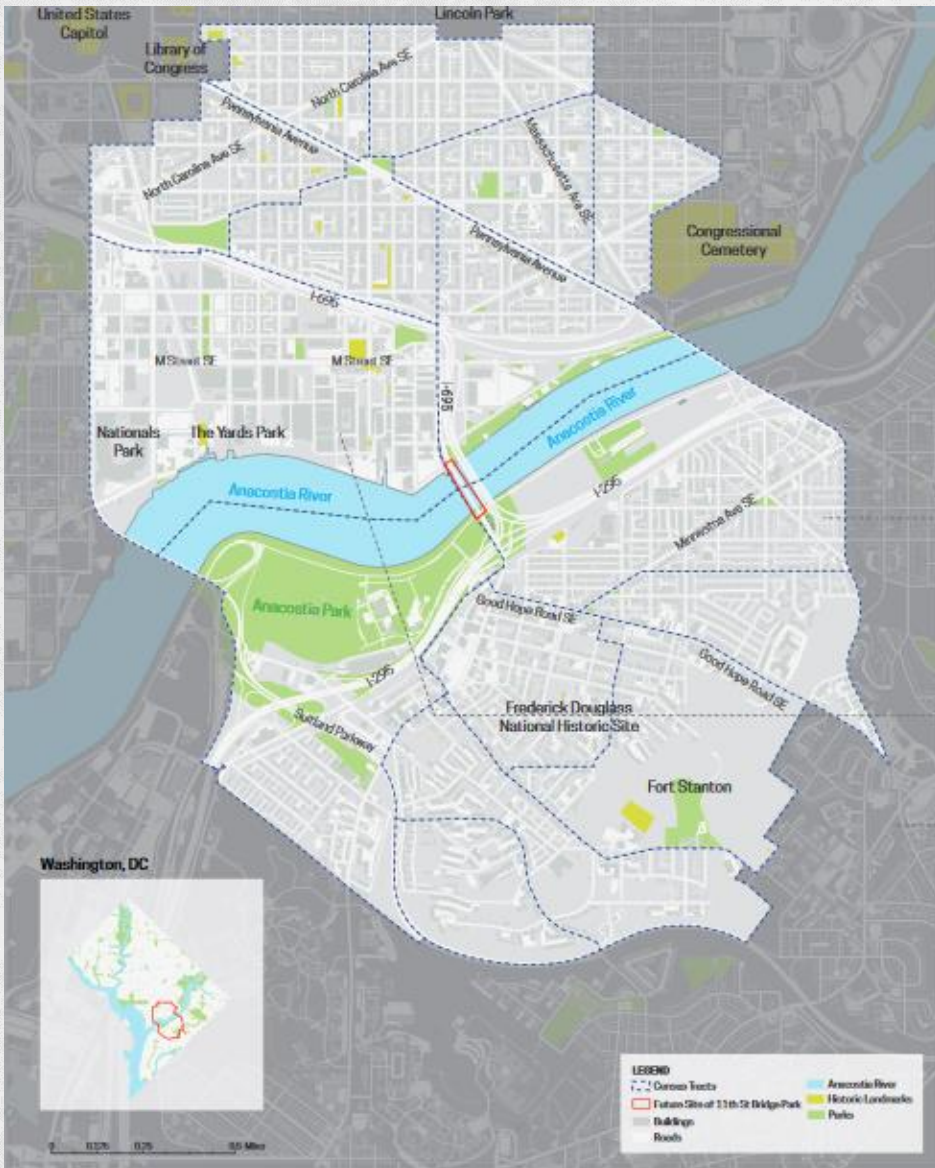 United States
Capitol
Lincoln Park
Library of
Congress
North Carolina Ave SE
Pennsylvania Avenue
Massachusetts Ave SE
North Carolina Ave SE
Pennsylvania Avenue
Congressional
Cemetery
I-695
M Street SE
M Street SE
I-695
Nationals
Park
The Yards Park
Anacostia River
Anacostia River
I-295
Minnesota Ave SE
Anacostia Park
Good Hope Road SE
Good Hope Road SE
I-295
Suitland Parkway
Frederick Douglass
National Historic Site
Fort Stanton
Washington, DC
LEGEND
Census Tracts
Future Site of 11th St Bridge Park
Buildings
Roads
Anacostia River
Historic Landmarks
Parks
0 0.125 0.25 0.5 Miles